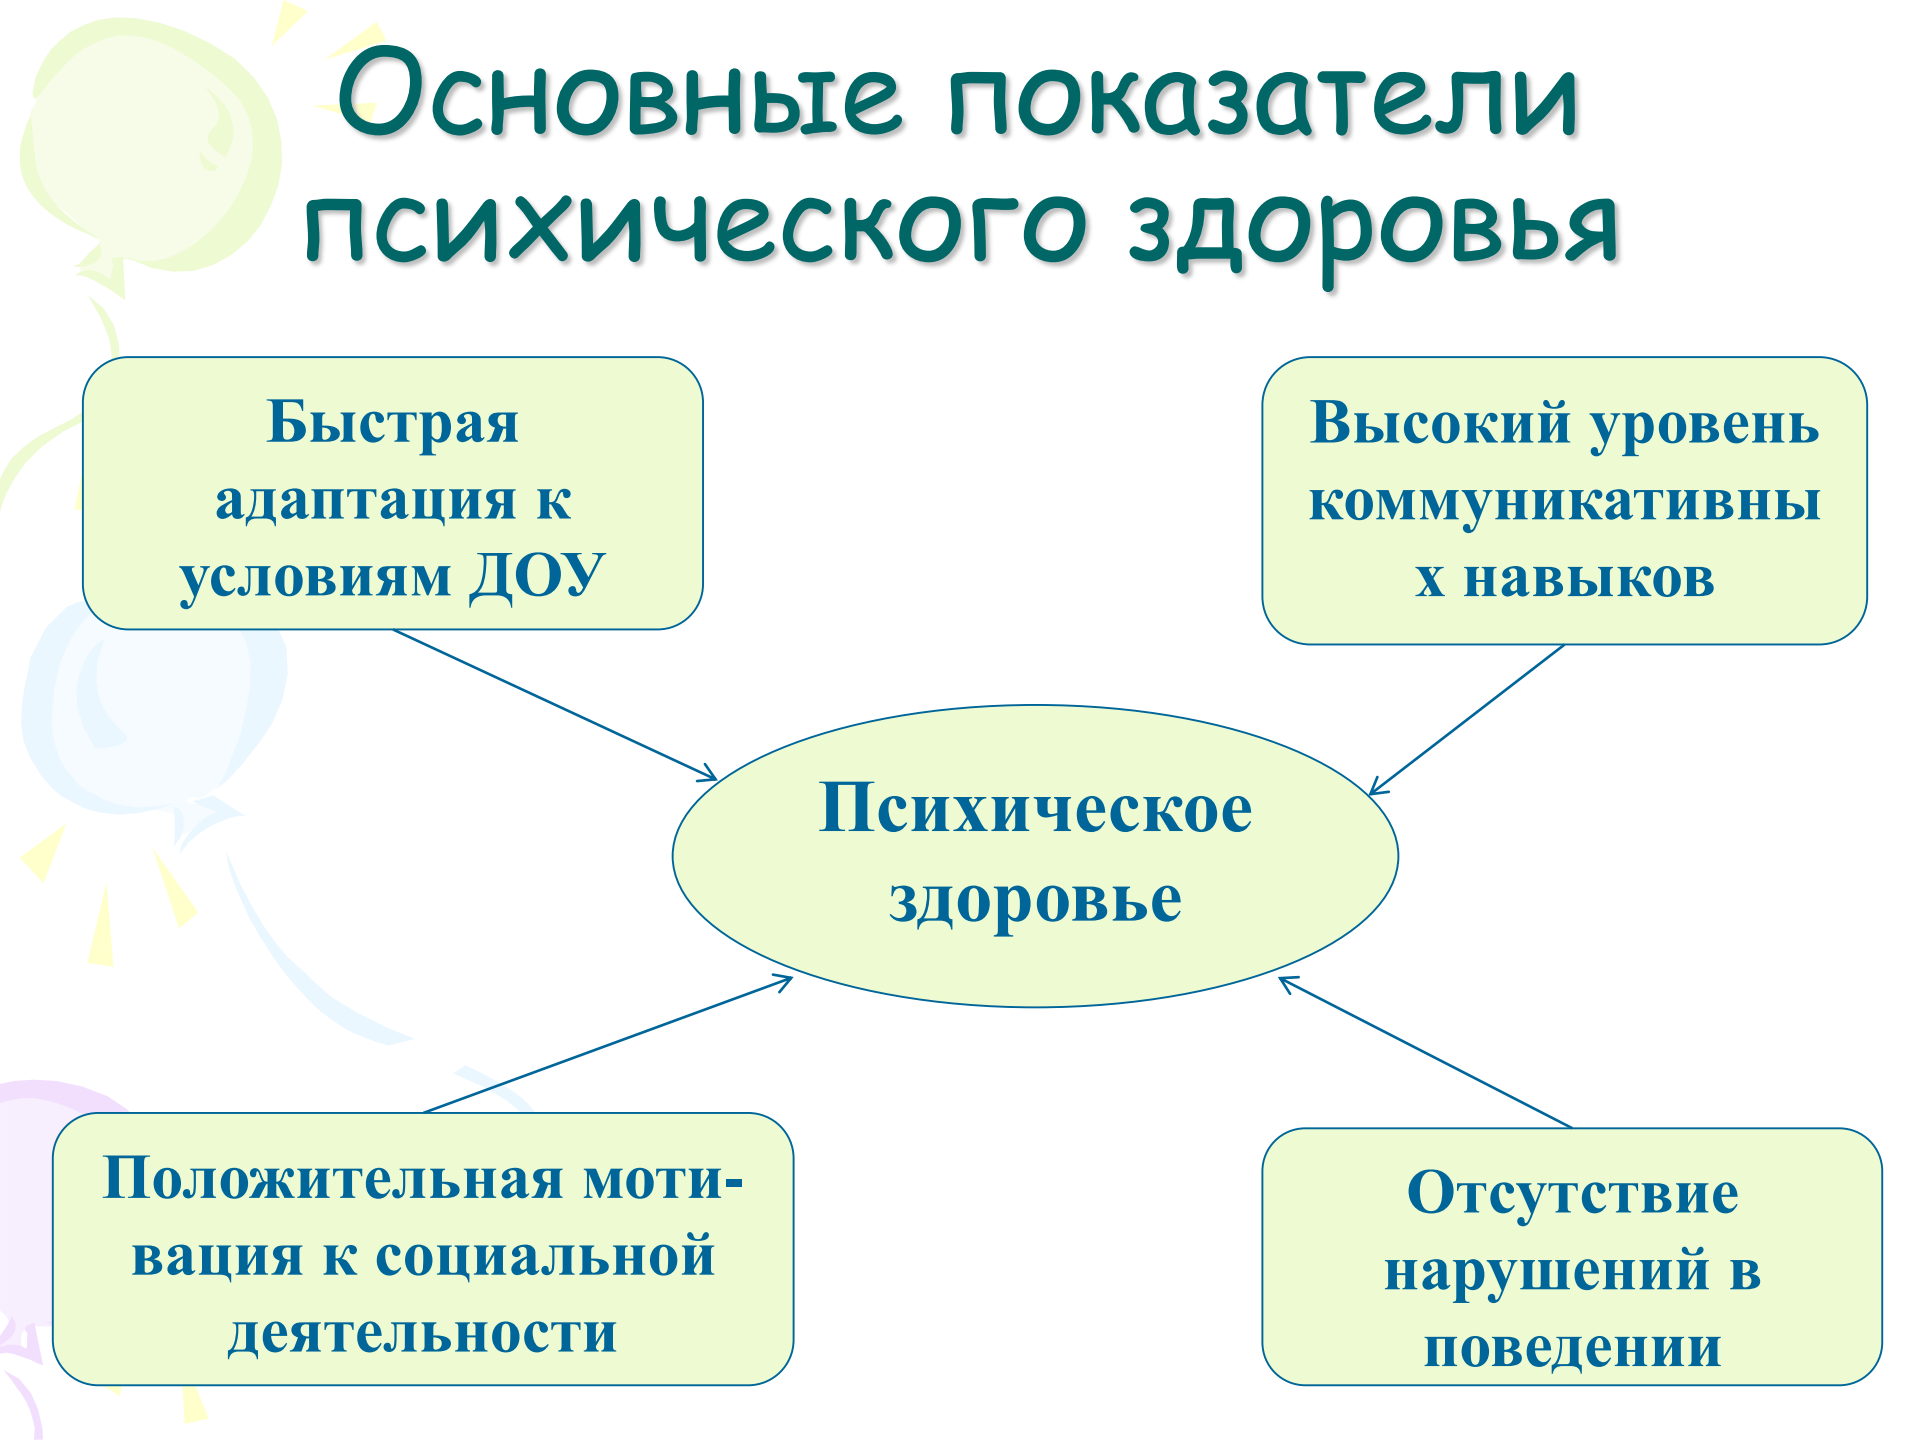 Основные показатели
психического здоровья
Быстрая
адаптация к
условиям ДОУ
Высокий уровень
коммуникативны
х навыков
Психическое
здоровье
Положительная моти-
вация к социальной
деятельности
Отсутствие
нарушений в
поведении